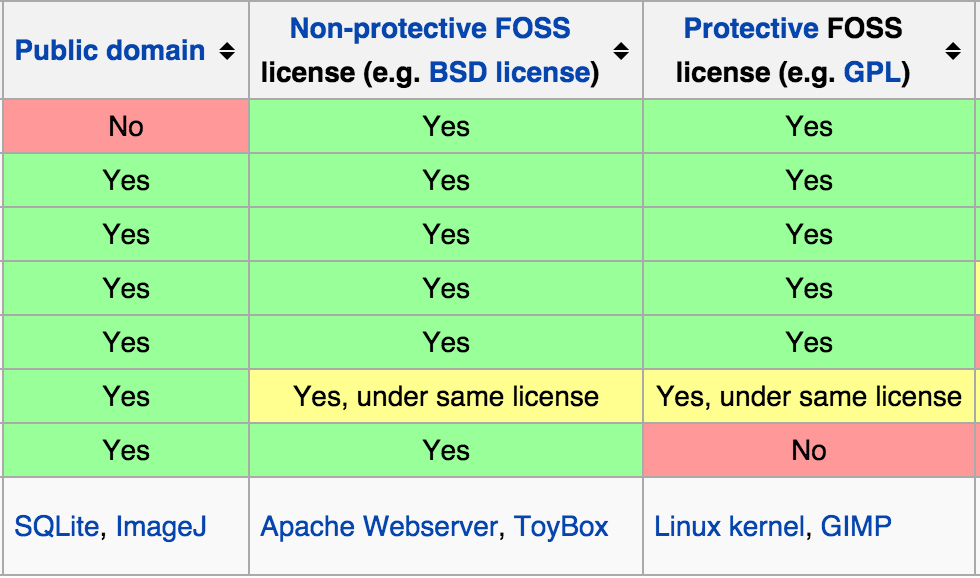 Public domain
Non-protective FOSS
license (e.g. BSD license)
Protective FOSS
license (e.g. GPL)
No Yes Yes
Yes Yes Yes
Yes Yes Yes
Yes Yes Yes
Yes Yes Yes
Yes Yes, under same license Yes, under same license
Yes Yes No
SQLite, ImageJ Apache Webserver, ToyBox Linux kernel, GIMP